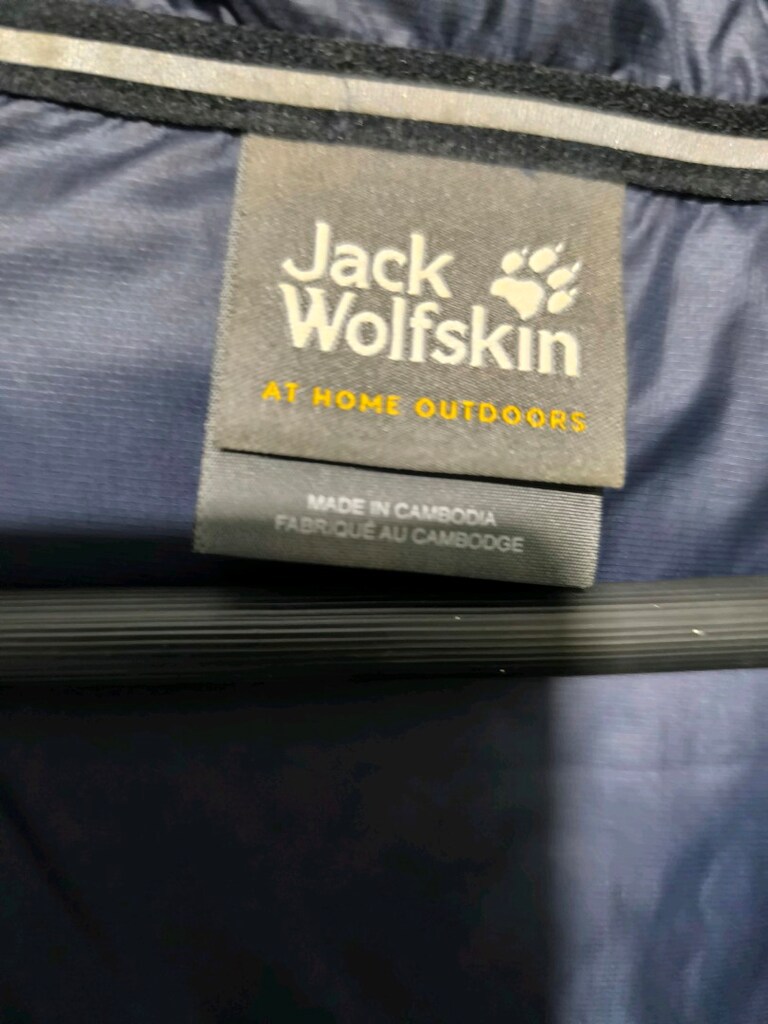 Jack
Wolfskin
AT HOME OUTDOORS
MADE IN CAMBODIA
FABRIQUÉ AU CAMBODGE